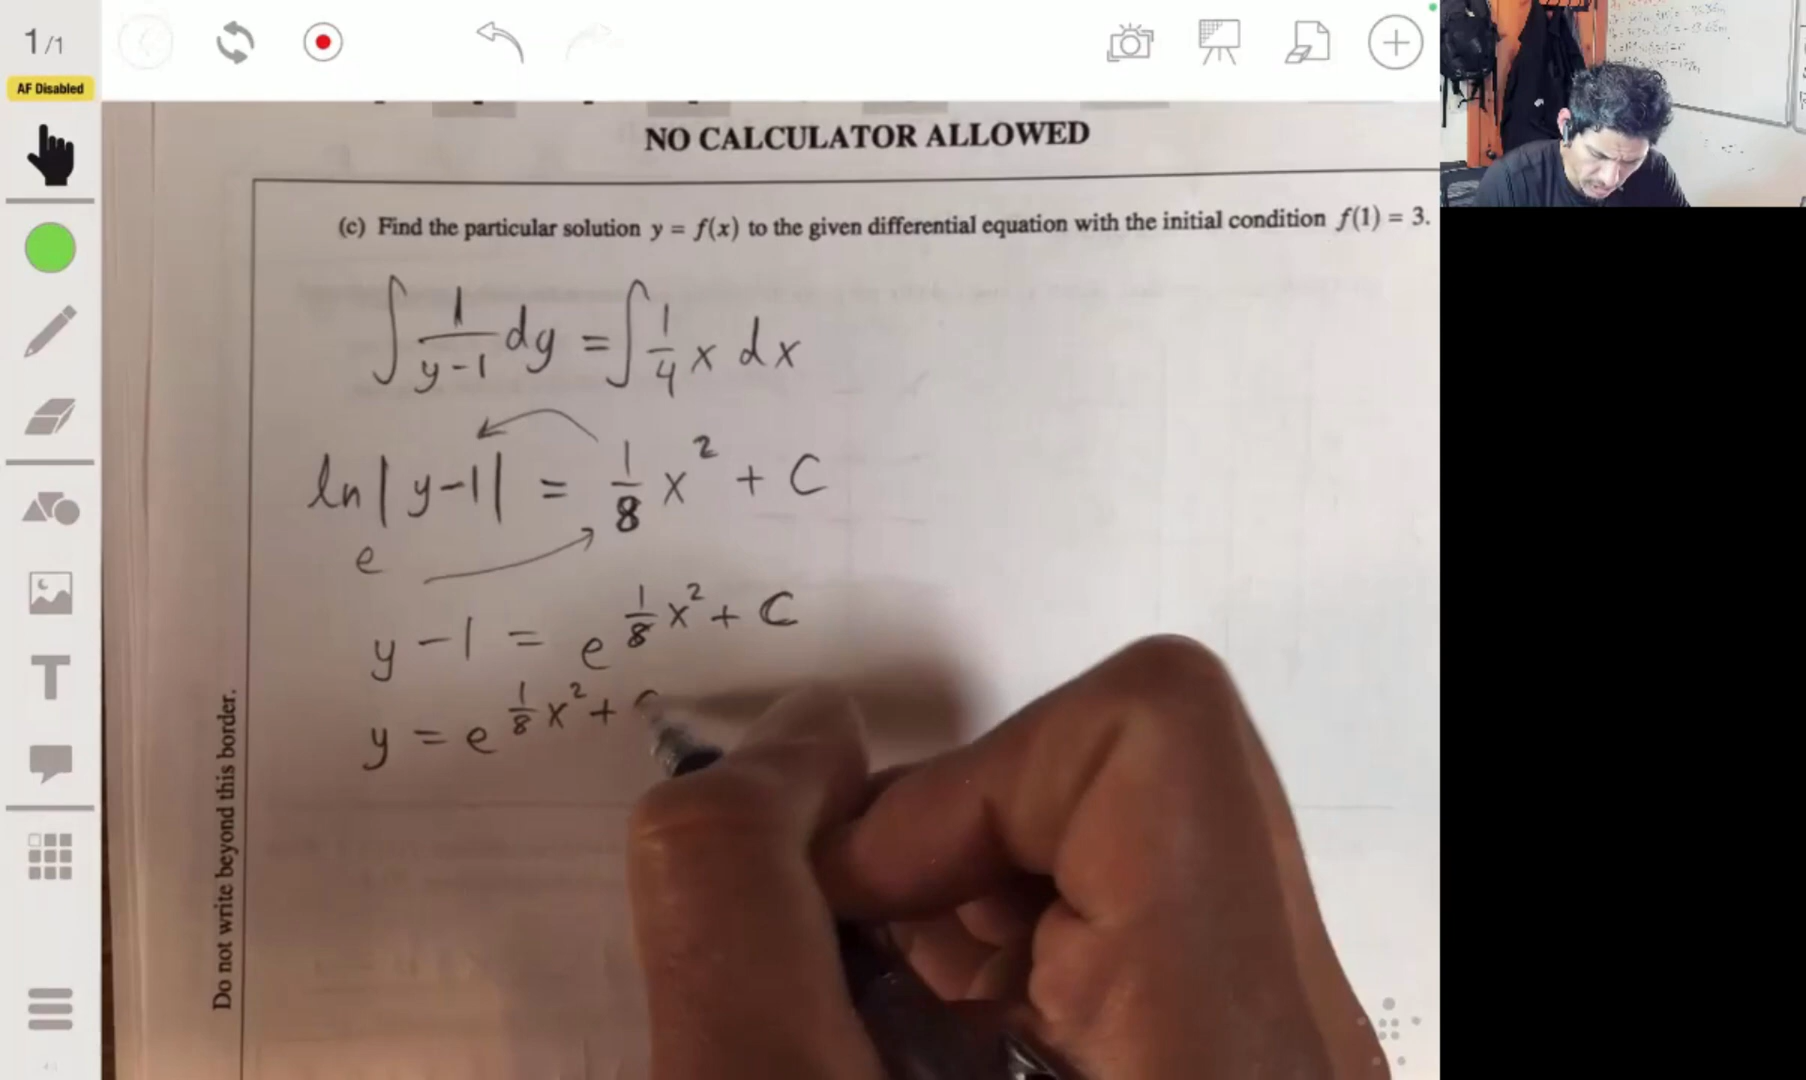 1/1
AF Disabled
NO CALCULATOR ALLOWED
(c) Find the particular solution y = f(x) to the given differential equation with the initial condition f(1) = 3.
∫ 1/(y-1) dy = ∫ 1/4 x dx
ln|y-1| = 1/8 x² + C
e
y - 1 = e^(1/8 x² + C)
y = e^(1/8 x² +
Do not write beyond this border.
T